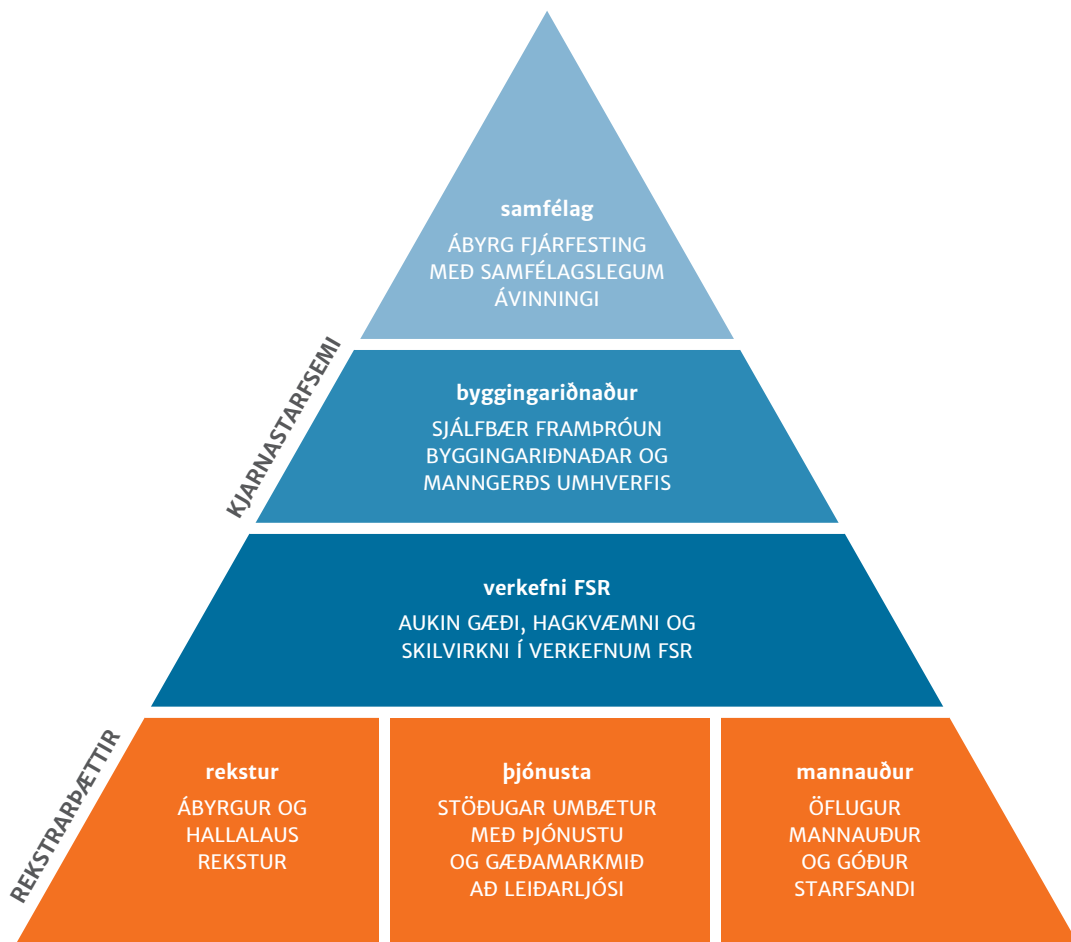 samfélag
ÁBYRG FJÁRFESTING
MEÐ SAMFÉLAGSLEGUM
ÁVINNINGI
KJARNASTARFSEMI
byggingariðnaður
SJÁLFBÆR FRAMÞRÓUN
BYGGINGARIÐNAÐAR OG
MANNGERÐS UMHVERFIS
verkefni FSR
AUKIN GÆÐI, HAGKVÆMNI OG
SKILVIRKNI Í VERKEFNUM FSR
REKSTRARÞÆTTIR
rekstur
ÁBYRGUR OG
HALLALAUS
REKSTUR
þjónusta
STÖÐUGAR UMBÆTUR
MEÐ ÞJÓNUSTU
OG GÆÐAMARKMIÐ
AÐ LEIÐARLJÓSI
mannauður
ÖFLUGUR
MANNAUÐUR
OG GÓÐUR
STARFSANDI